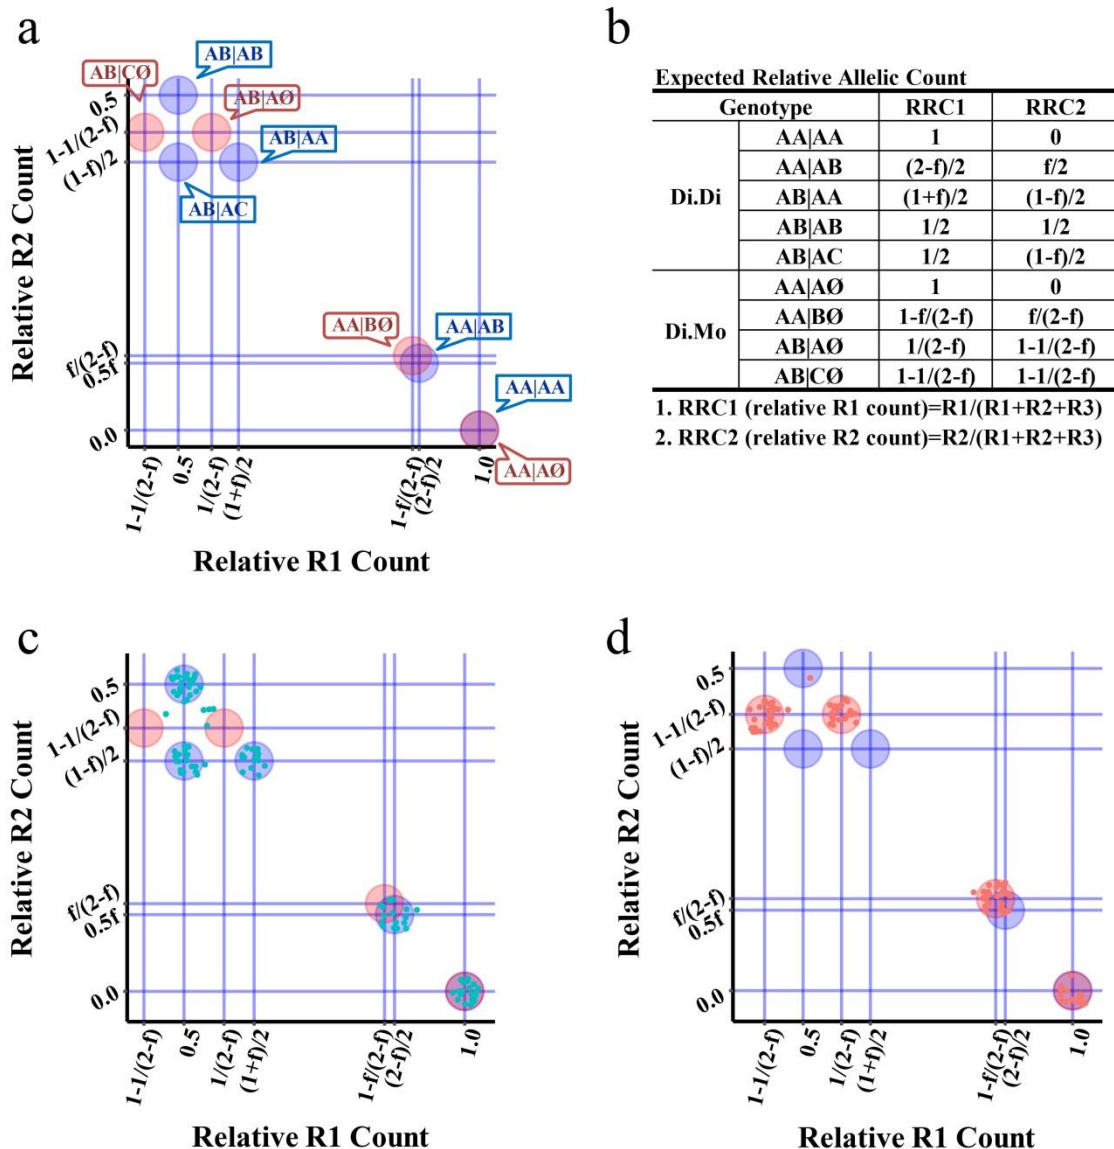 a
AB|AB
AB|CØ
AB|AØ
AB|AA
AB|AC
AA|BØ
AA|AB
AA|AA
AA|AØ
0.5
1-1/(2-f)
(1-f)/2
f/(2-f)
0.5f
0.0
Relative R2 Count
1-1/(2-f)
0.5
1/(2-f)
(1+f)/2
1-f/(2-f)
(2-f)/2
1.0
Relative R1 Count
b
Expected Relative Allelic Count
Genotype RRC1 RRC2
Di.Di
AA|AA 1 0
AA|AB (2-f)/2 f/2
AB|AA (1+f)/2 (1-f)/2
AB|AB 1/2 1/2
AB|AC 1/2 (1-f)/2
Di.Mo
AA|AØ 1 0
AA|BØ 1-f/(2-f) f/(2-f)
AB|AØ 1/(2-f) 1-1/(2-f)
AB|CØ 1-1/(2-f) 1-1/(2-f)
1. RRC1 (relative R1 count)=R1/(R1+R2+R3)
2. RRC2 (relative R2 count)=R2/(R1+R2+R3)
c
0.5
1-1/(2-f)
(1-f)/2
f/(2-f)
0.5f
0.0
Relative R2 Count
1-1/(2-f)
0.5
1/(2-f)
(1+f)/2
1-f/(2-f)
(2-f)/2
1.0
Relative R1 Count
d
0.5
1-1/(2-f)
(1-f)/2
f/(2-f)
0.5f
0.0
Relative R2 Count
1-1/(2-f)
0.5
1/(2-f)
(1+f)/2
1-f/(2-f)
(2-f)/2
1.0
Relative R1 Count